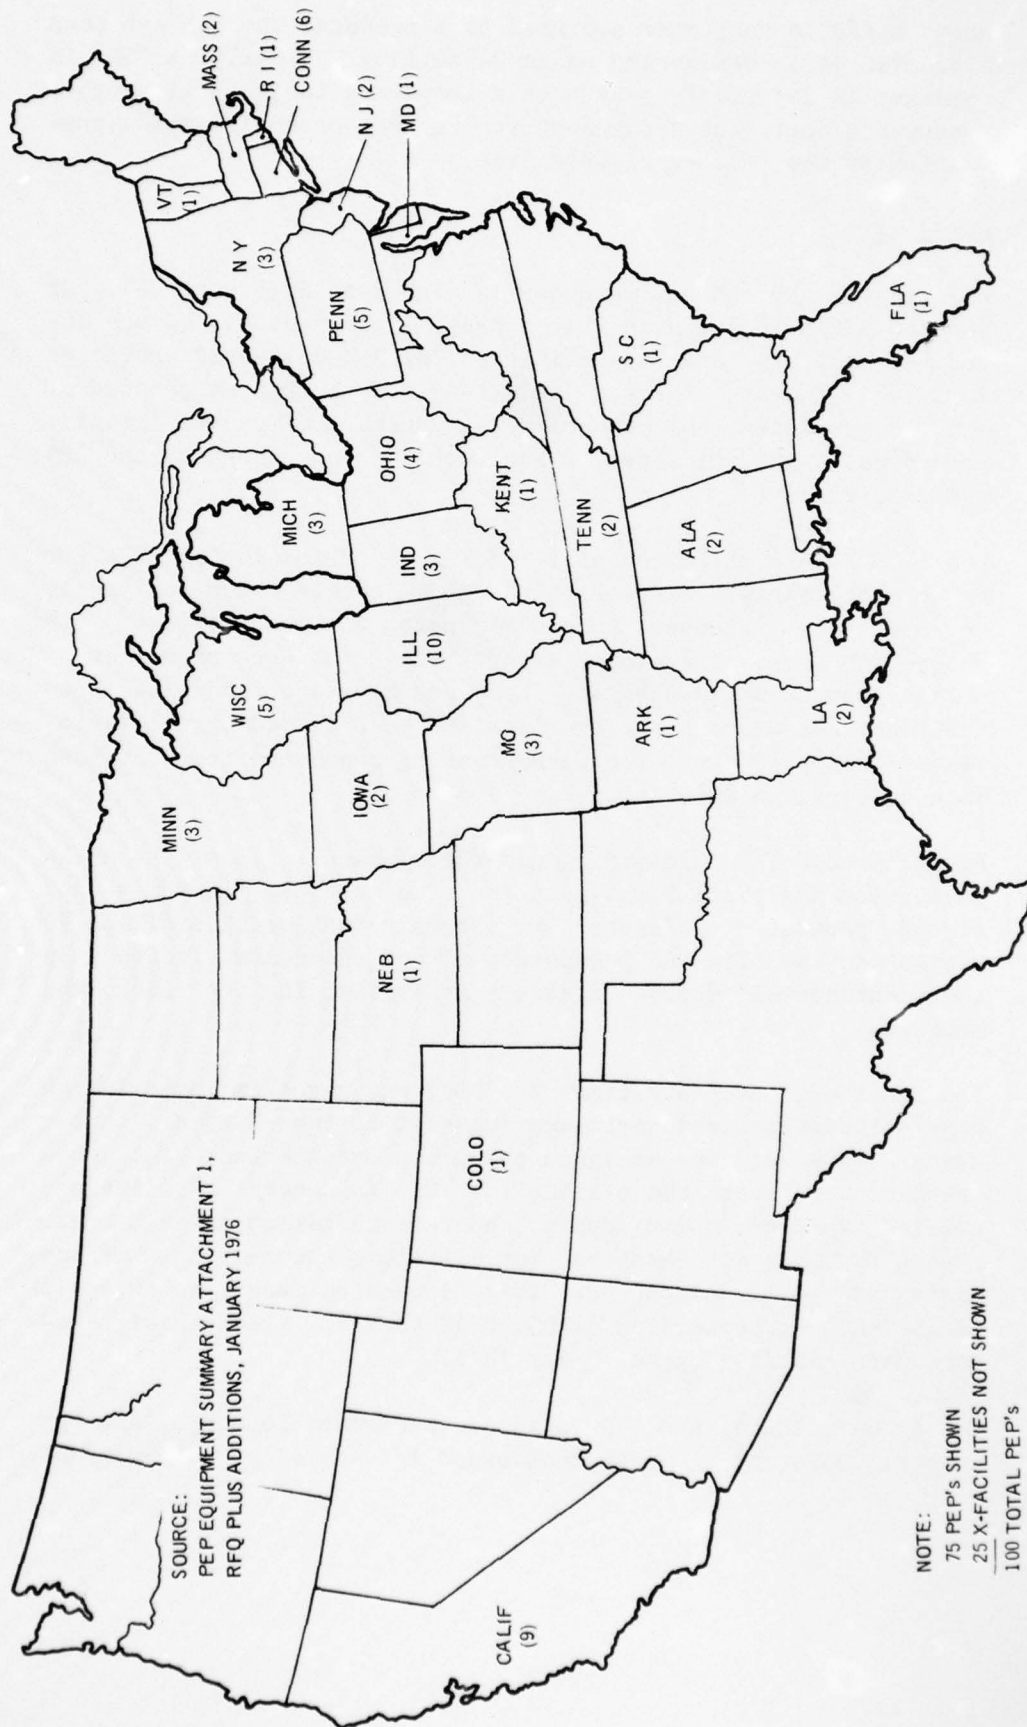 SOURCE:
PEP EQUIPMENT SUMMARY ATTACHMENT 1,
RFQ PLUS ADDITIONS, JANUARY 1976
CALIF
(9)
COLO
(1)
NEB
(1)
MINN
(3)
IOWA
(2)
MO
(3)
ARK
(1)
LA
(2)
WISC
(5)
ILL
(10)
MICH
(3)
IND
(3)
OHIO
(4)
KENT
(1)
TENN
(2)
ALA
(2)
S C
(1)
FLA
(1)
PENN
(5)
N Y
(3)
VT
(1)
MASS (2)
R I (1)
CONN (6)
N J (2)
MD (1)
NOTE:
75 PEP's SHOWN
25 X-FACILITIES NOT SHOWN
100 TOTAL PEP's